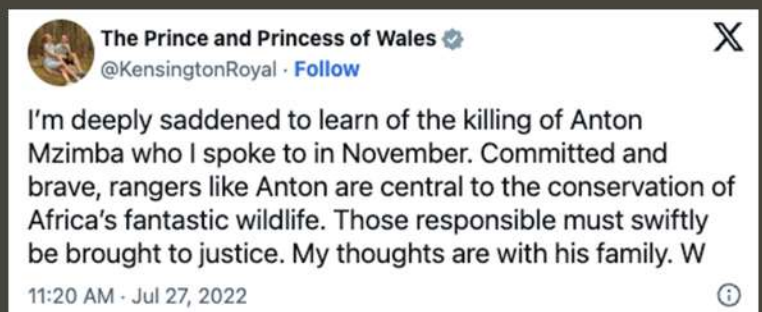 The Prince and Princess of Wales
@KensingtonRoyal · Follow
I'm deeply saddened to learn of the killing of Anton
Mzimba who I spoke to in November. Committed and
brave, rangers like Anton are central to the conservation of
Africa's fantastic wildlife. Those responsible must swiftly
be brought to justice. My thoughts are with his family. W
11:20 AM · Jul 27, 2022